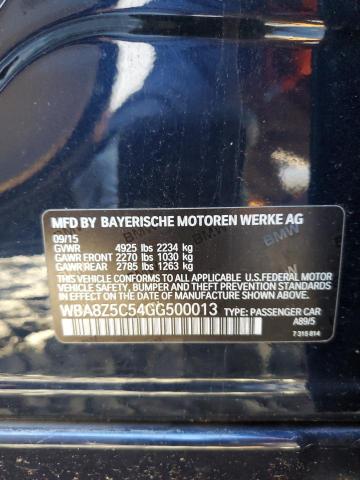 MFD BY BAYERISCHE MOTOREN WERKE AG
09/15
GVWR 4925 lbs 2234 kg
GAWR FRONT 2270 lbs 1030 kg
GAWR REAR 2785 lbs 1263 kg
THIS VEHICLE CONFORMS TO ALL APPLICABLE U.S.FEDERAL MOTOR
VEHICLE SAFETY, BUMPER, AND THEFT PREVENTION STANDARDS IN
EFFECT ON THE DATE OF MANUFACTURE SHOWN ABOVE.
WBA8Z5C54GG500013 TYPE: PASSENGER CAR
A89/5
7 315 814